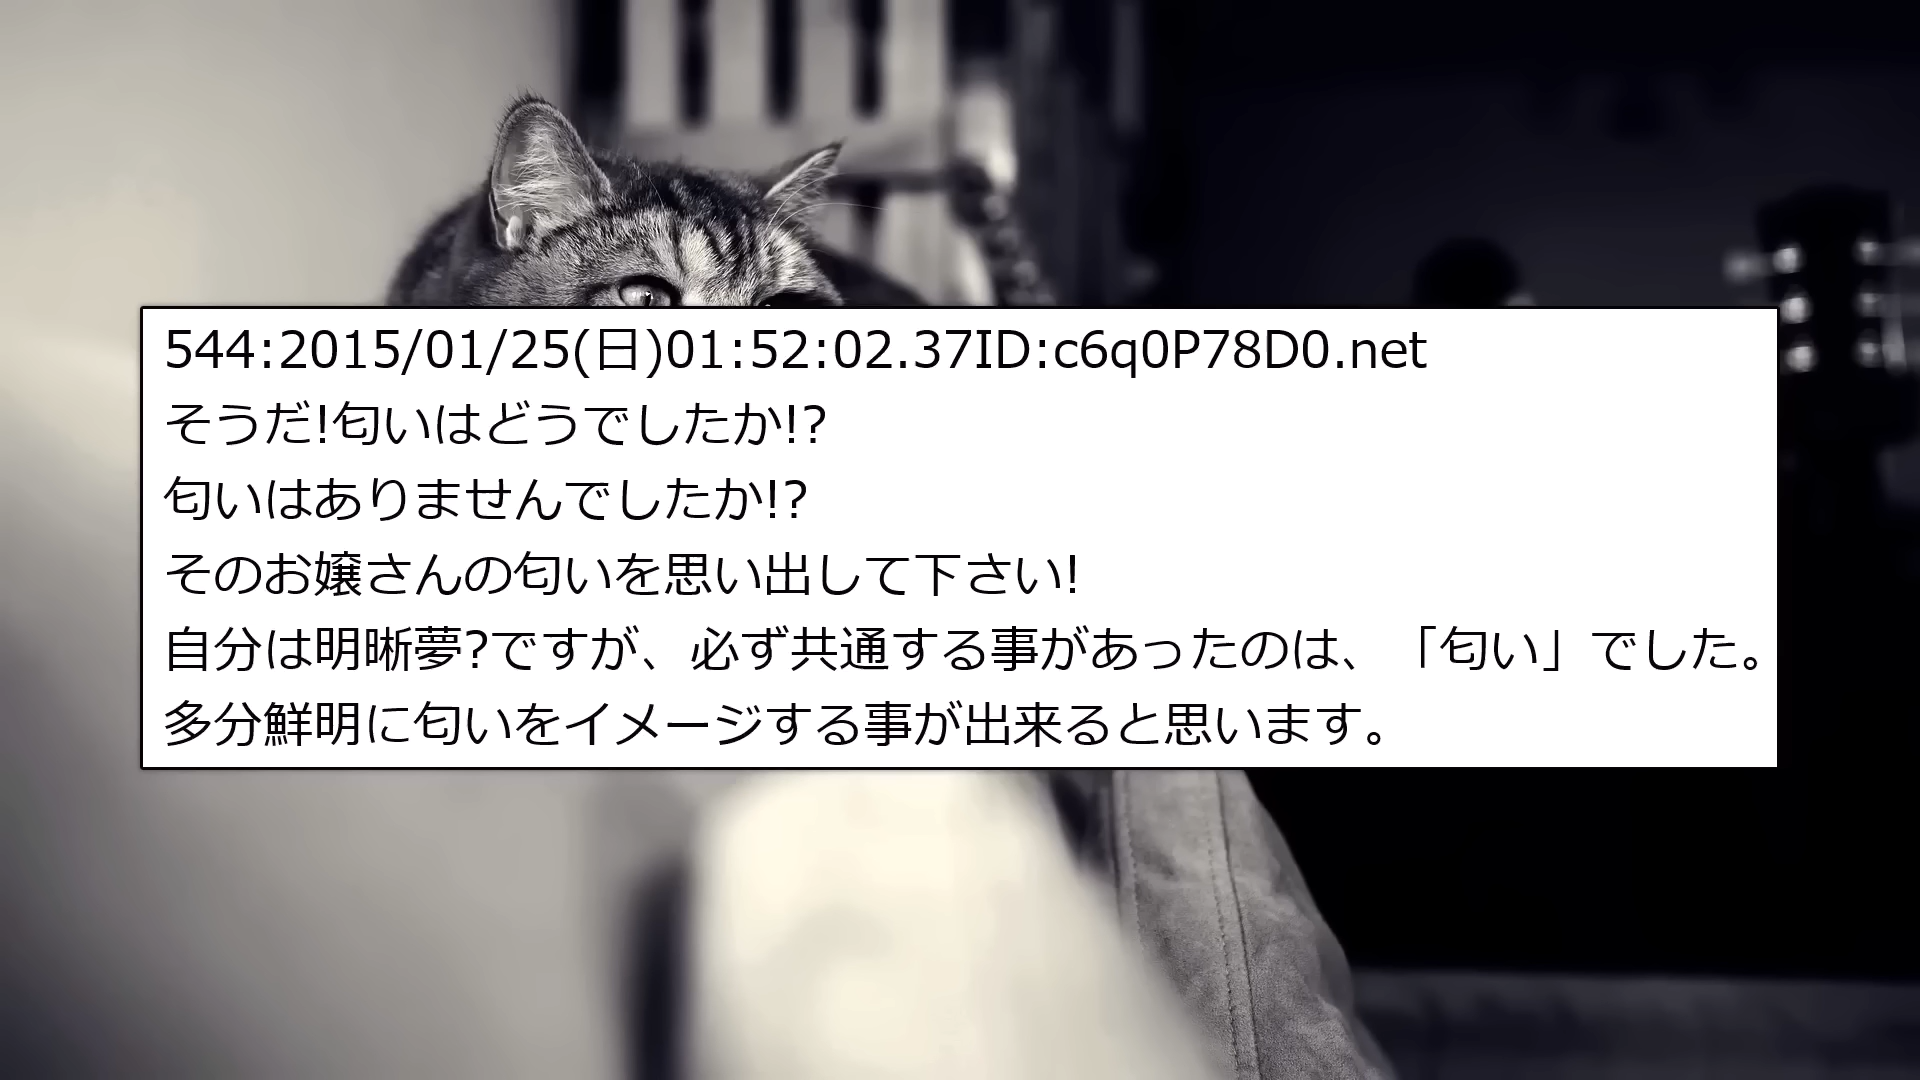 544:2015/01/25(日)01:52:02.37ID:c6q0P78D0.net
そうだ!匂いはどうでしたか!?
匂いはありませんでしたか!?
そのお嬢さんの匂いを思い出して下さい!
自分は明晰夢?ですが、必ず共通する事があったのは、「匂い」でした。
多分鮮明に匂いをイメージする事が出来ると思います。